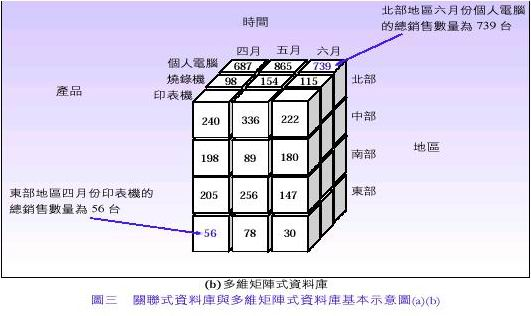 北部地區六月份個人電腦
的總銷售數量為 739 台
時間
四月 五月 六月
個人電腦 687 865 739
燒錄機 98 154 115 北部
產品
印表機
240 336 222 中部
地區
198 89 180 南部
205 256 147 東部
東部地區四月份印表機的
總銷售數量為 56 台
56 78 30
(b)多維矩陣式資料庫
圖三 關聯式資料庫與多維矩陣式資料庫基本示意圖(a)(b)